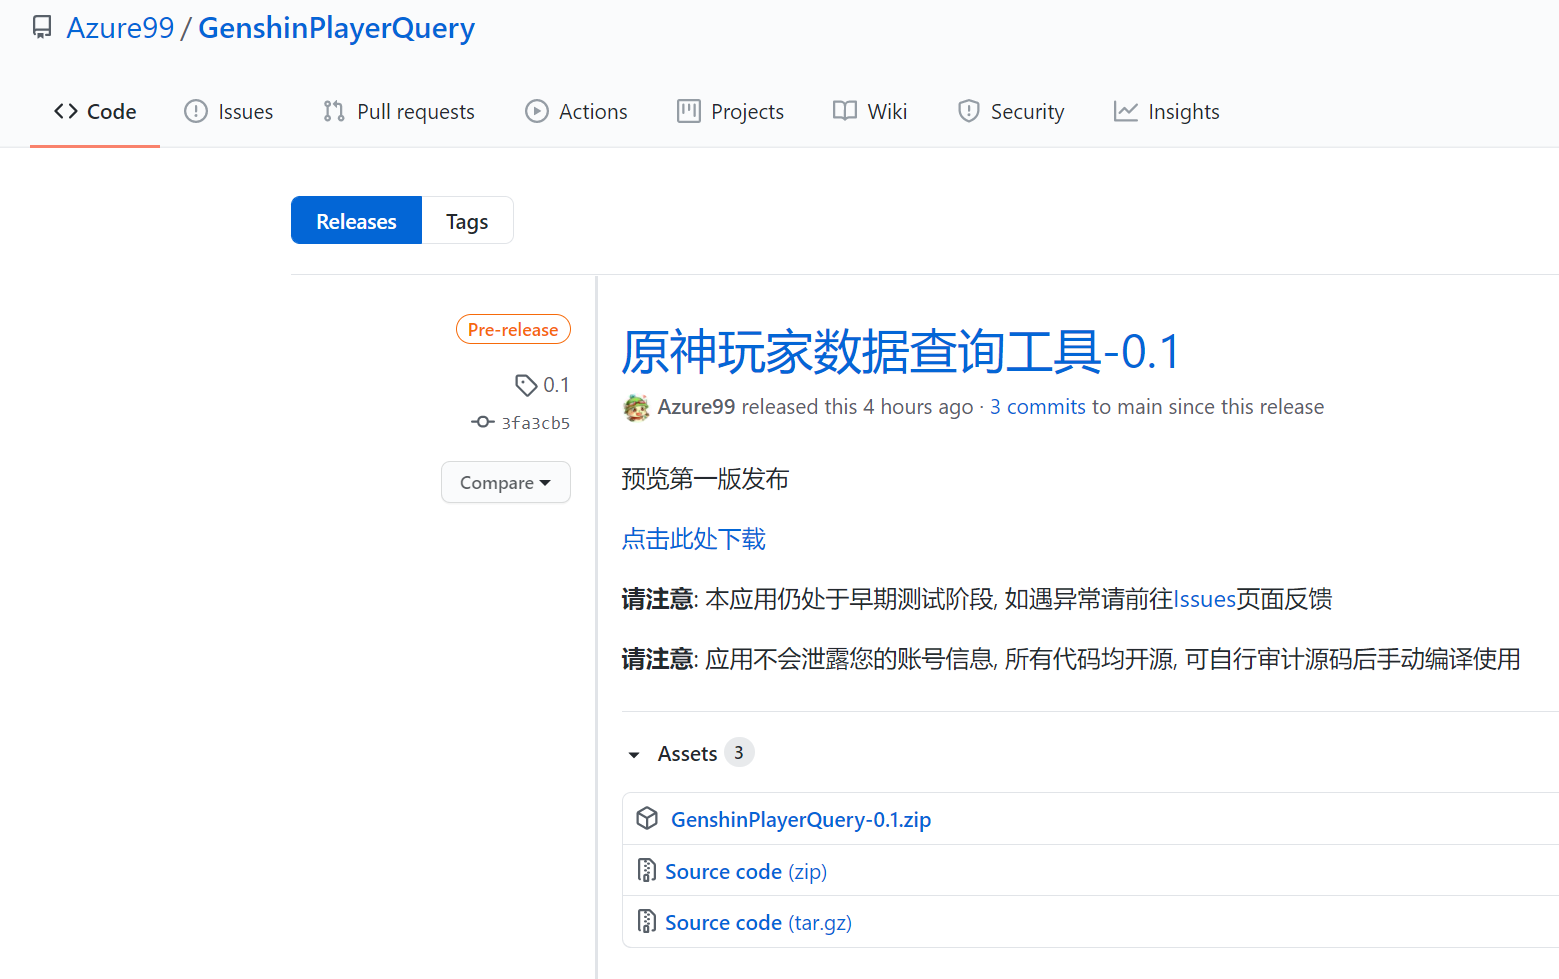 Azure99 / GenshinPlayerQuery
Code Issues Pull requests Actions Projects Wiki Security Insights
Releases Tags
Pre-release
0.1
3fa3cb5
Compare
原神玩家数据查询工具-0.1
Azure99 released this 4 hours ago · 3 commits to main since this release
预览第一版发布
点击此处下载
请注意: 本应用仍处于早期测试阶段, 如遇异常请前往Issues页面反馈
请注意: 应用不会泄露您的账号信息, 所有代码均开源, 可自行审计源码后手动编译使用
Assets 3
GenshinPlayerQuery-0.1.zip
Source code (zip)
Source code (tar.gz)